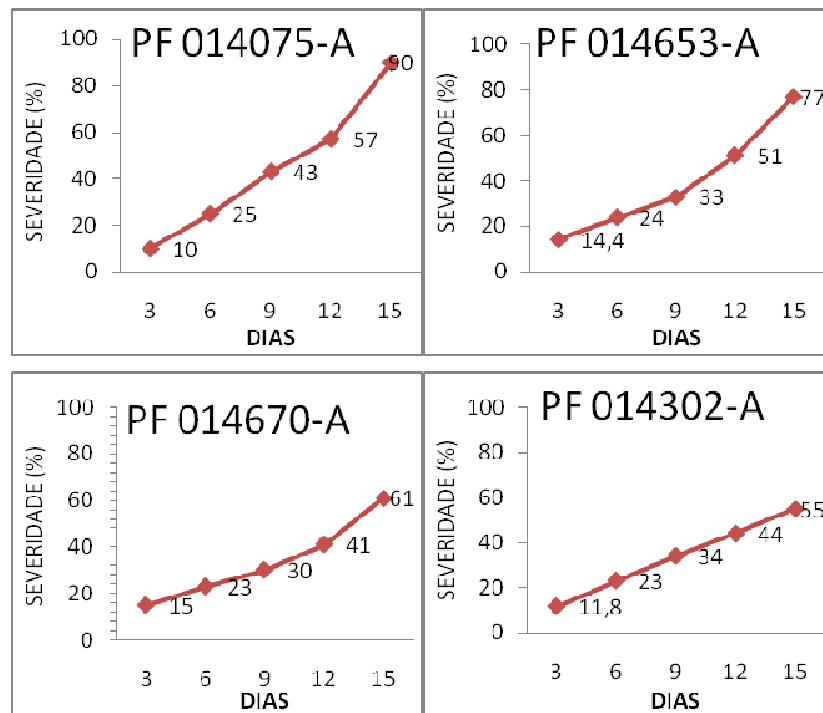 PF 014075-A
SEVERIDADE (%)
100
80
60
40
20
0
10
25
43
57
90
3 6 9 12 15
DIAS
PF 014653-A
SEVERIDADE (%)
100
80
60
40
20
0
14,4
24
33
51
77
3 6 9 12 15
DIAS
PF 014670-A
SEVERIDADE (%)
100
80
60
40
20
0
15
23
30
41
61
3 6 9 12 15
DIAS
PF 014302-A
SEVERIDADE (%)
100
80
60
40
20
0
11,8
23
34
44
55
3 6 9 12 15
DIAS